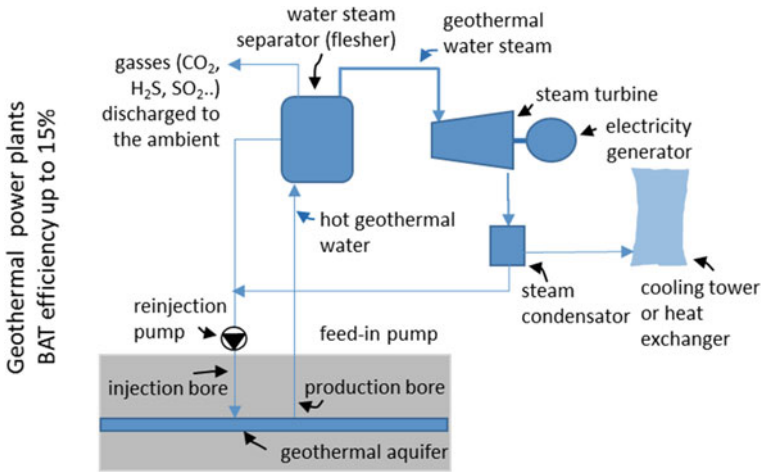 Geothermal power plants
BAT efficiency up to 15%
gasses (CO₂,
H₂S, SO₂..)
discharged to
the ambient
water steam
separator (flesher)
geothermal
water steam
steam turbine
electricity
generator
hot geothermal
water
steam
condensator
cooling tower
or heat
exchanger
reinjection
pump
feed-in pump
injection bore
production bore
geothermal aquifer